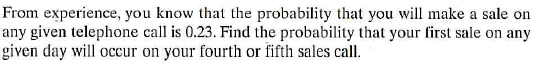 From experience, you know that the probability that you will make a sale on
any given telephone call is 0.23. Find the probability that your first sale on any
given day will occur on your fourth or fifth sales call.